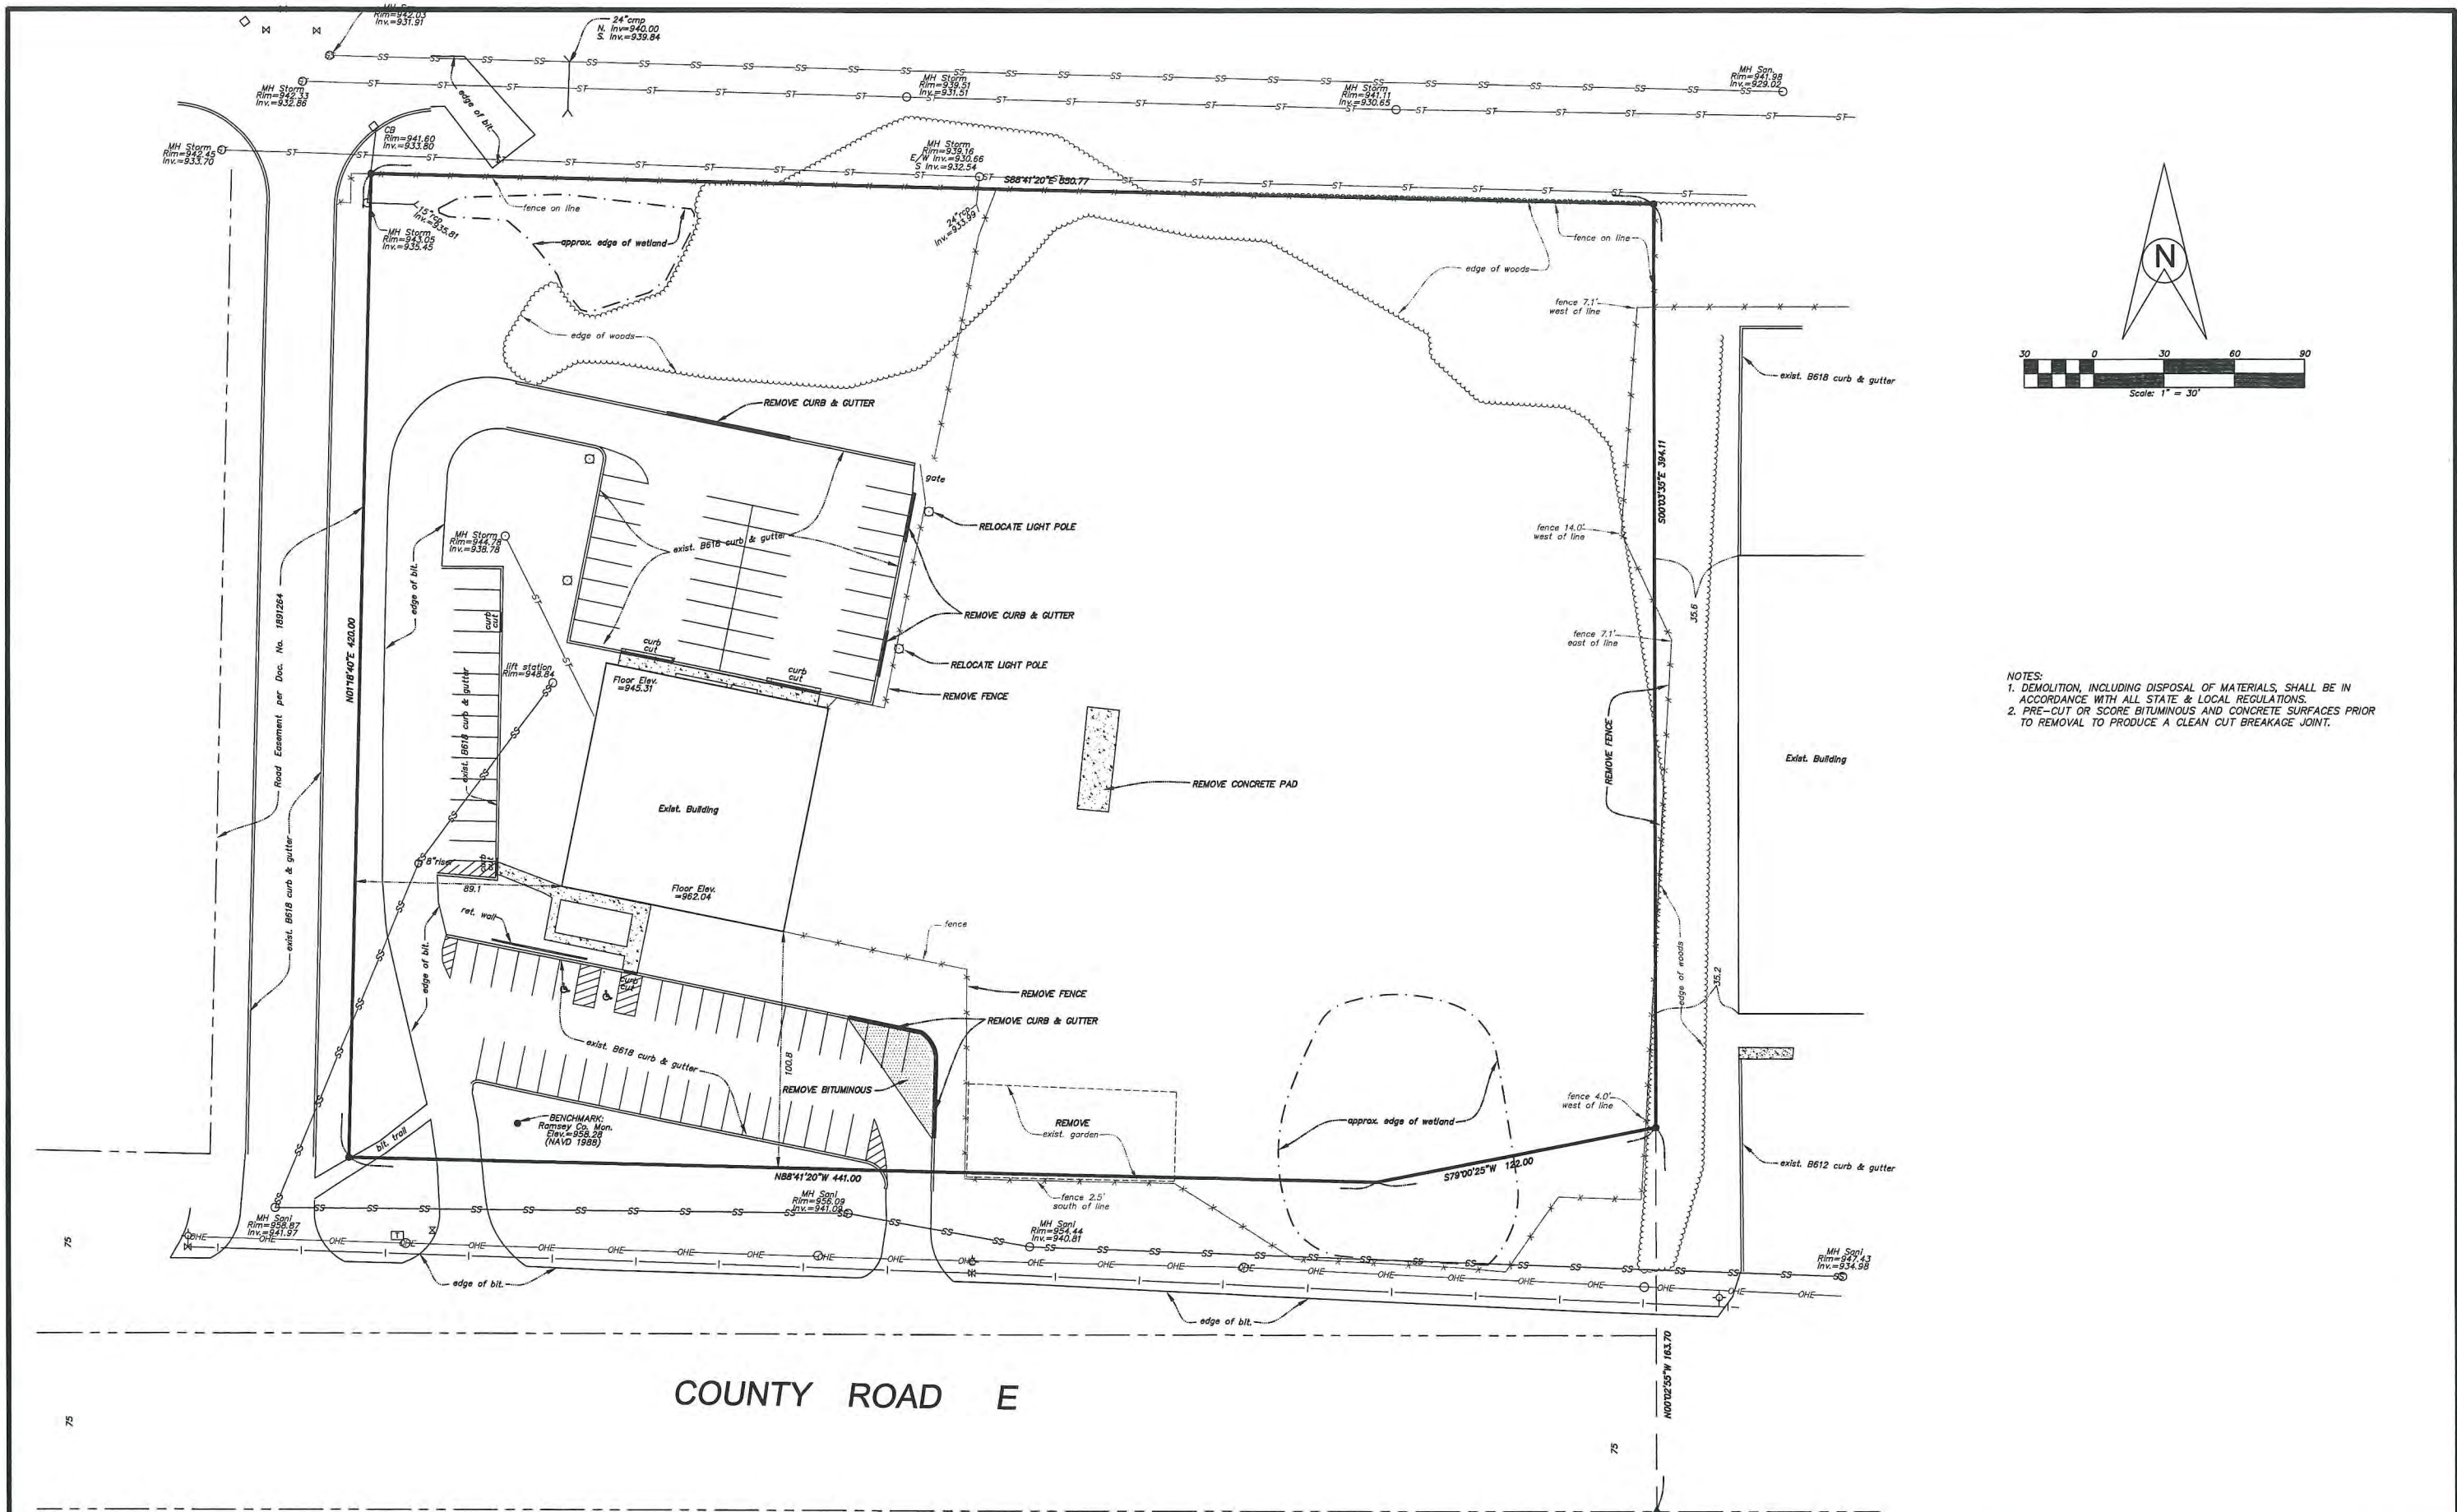 MH San.
Rim=942.03
Inv.=931.91
24"cmp
N. Inv=940.00
S. Inv.=939.84
MH San.
Rim=941.98
Inv.=929.02
MH Storm
Rim=942.33
Inv.=932.86
edge of bit.
MH Storm
Rim=939.51
Inv.=931.51
MH Storm
Rim=941.11
Inv.=930.65
CB
Rim=941.60
Inv.=933.80
MH Storm
Rim=942.45
Inv.=933.70
MH Storm
Rim=939.16
E/W Inv.=930.66
S Inv.=932.54
fence on line
15"rcp
Inv.=935.81
MH Storm
Rim=943.05
Inv.=935.45
approx. edge of wetland
24"rcp
fence on line
edge of woods
N
fence 7.1'
west of line
edge of woods
30 0 30 60 90
Scale: 1" = 30'
exist. B618 curb & gutter
REMOVE CURB & GUTTER
S00°03'35"E 394.11
gate
RELOCATE LIGHT POLE
fence 14.0'
west of line
MH Storm
Rim=944.78
Inv.=938.78
exist. B618 curb & gutter
edge of bit.
Road Easement per Doc. No. 1891264
N01°18'40"E 420.00
curb
cut
REMOVE CURB & GUTTER
35.6
fence 7.1'
east of line
curb
cut
RELOCATE LIGHT POLE
lift station
Rim=948.84
Floor Elev.
=945.31
curb
cut
REMOVE FENCE
NOTES:
1. DEMOLITION, INCLUDING DISPOSAL OF MATERIALS, SHALL BE IN
ACCORDANCE WITH ALL STATE & LOCAL REGULATIONS.
2. PRE-CUT OR SCORE BITUMINOUS AND CONCRETE SURFACES PRIOR
TO REMOVAL TO PRODUCE A CLEAN CUT BREAKAGE JOINT.
exist. B618 curb & gutter
REMOVE FENCE
Exist. Building
REMOVE CONCRETE PAD
Exist. Building
exist. B618 curb & gutter
8"riser
curb
cut
89.1
Floor Elev.
=962.04
ret. wall
fence
edge of bit.
edge of woods
35.2
curb
cut
REMOVE FENCE
REMOVE CURB & GUTTER
exist. B618 curb & gutter
100.8
REMOVE BITUMINOUS
BENCHMARK:
Ramsey Co. Mon.
Elev.=958.28
(NAVD 1988)
REMOVE
exist. garden
approx. edge of wetland
fence 4.0'
west of line
bit. trail
N88°41'20"W 441.00
S79°00'25"W 122.00
exist. B612 curb & gutter
fence 2.5'
south of line
MH Sani
Rim=956.09
Inv.=941.09
MH Sani
Rim=958.87
Inv.=941.97
MH Sani
Rim=954.44
Inv.=940.81
MH Sani
Rim=947.43
Inv.=934.98
75
edge of bit.
edge of bit.
COUNTY ROAD E
N00°02'55"W 163.70
75
75